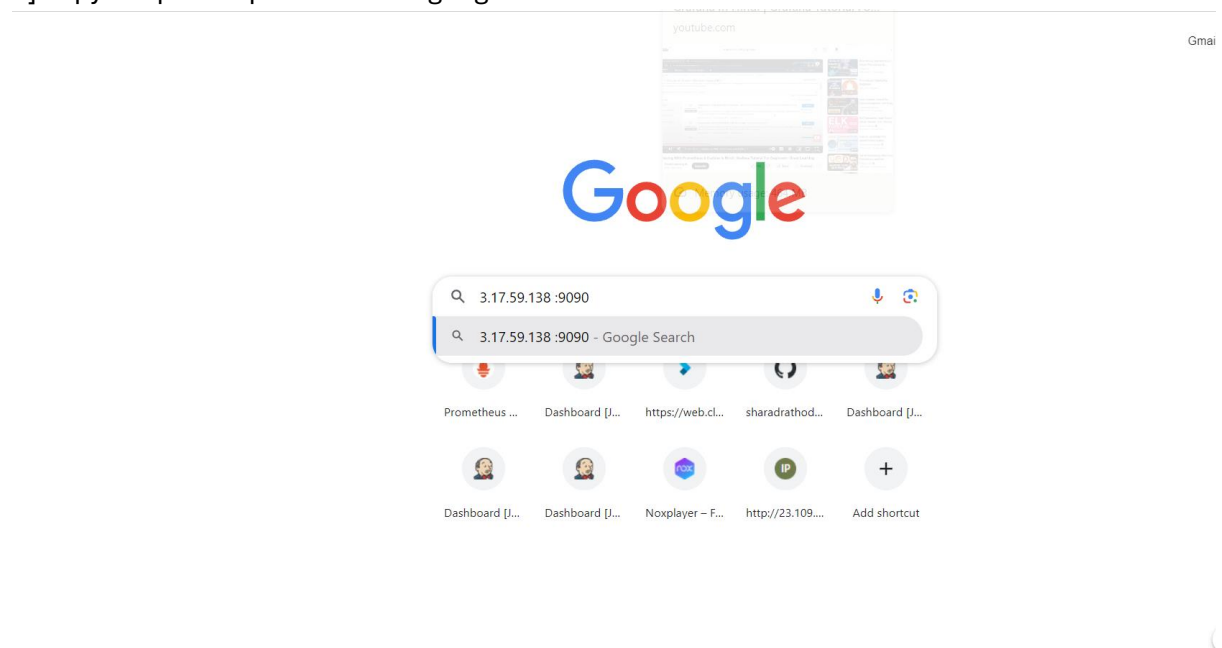 youtube.com
Gmai
Google
3.17.59.138 :9090
3.17.59.138 :9090 - Google Search
Prometheus ...
Dashboard [J...
https://web.cl...
sharadrathod...
Dashboard [J...
Dashboard [J...
Dashboard [J...
Noxplayer – F...
IP
http://23.109....
Add shortcut